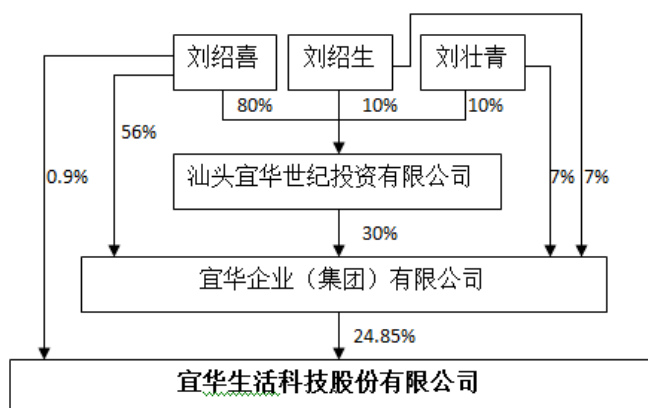 刘绍喜 刘绍生 刘壮青
80% 10% 10%
56%
0.9% 汕头宜华世纪投资有限公司 7% 7%
30%
宜华企业（集团）有限公司
24.85%
宜华生活科技股份有限公司